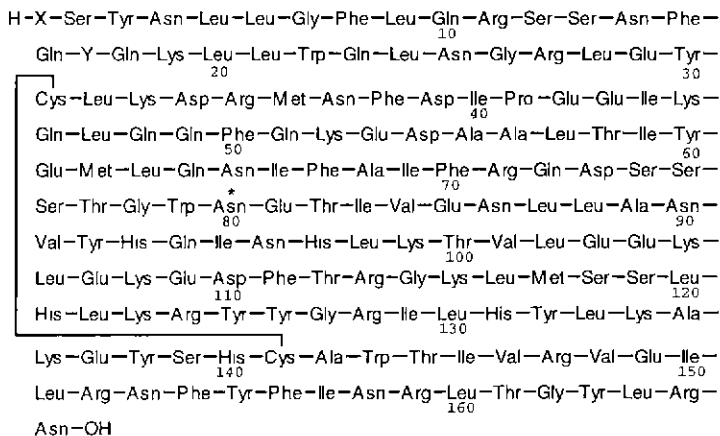 H–X–Ser–Tyr–Asn–Leu–Leu–Gly–Phe–Leu–Gln–Arg–Ser–Ser–Asn–Phe–
10
Gln–Y–Gln–Lys–Leu–Leu–Trp–Gln–Leu–Asn–Gly–Arg–Leu–Glu–Tyr–
20 30
Cys–Leu–Lys–Asp–Arg–Met–Asn–Phe–Asp–Ile–Pro–Glu–Glu–Ile–Lys–
40
Gln–Leu–Gln–Gln–Phe–Gln–Lys–Glu–Asp–Ala–Ala–Leu–Thr–Ile–Tyr–
50 60
Glu–Met–Leu–Gln–Asn–Ile–Phe–Ala–Ile–Phe–Arg–Gln–Asp–Ser–Ser–
70
*
Ser–Thr–Gly–Trp–Asn–Glu–Thr–Ile–Val–Glu–Asn–Leu–Leu–Ala–Asn–
80 90
Val–Tyr–His–Gln–Ile–Asn–His–Leu–Lys–Thr–Val–Leu–Glu–Glu–Lys–
100
Leu–Glu–Lys–Glu–Asp–Phe–Thr–Arg–Gly–Lys–Leu–Met–Ser–Ser–Leu–
110 120
His–Leu–Lys–Arg–Tyr–Tyr–Gly–Arg–Ile–Leu–His–Tyr–Leu–Lys–Ala–
130
Lys–Glu–Tyr–Ser–His–Cys–Ala–Trp–Thr–Ile–Val–Arg–Val–Glu–Ile–
140 150
Leu–Arg–Asn–Phe–Tyr–Phe–Ile–Asn–Arg–Leu–Thr–Gly–Tyr–Leu–Arg–
160
Asn–OH